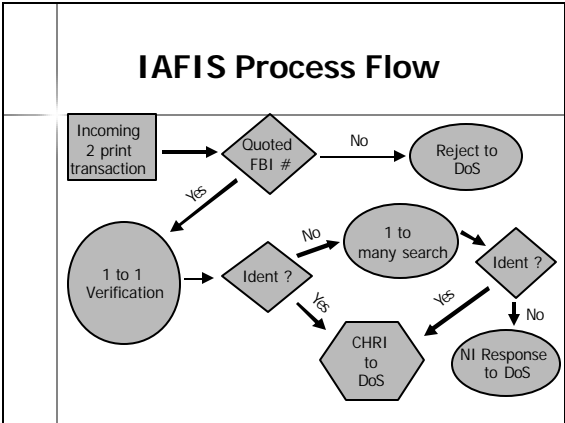 IAFIS Process Flow
Incoming
2 print
transaction
Quoted
FBI #
No
Reject to
DoS
Yes
1 to 1
Verification
Ident ?
No
1 to
many search
Ident ?
Yes
Yes
No
CHRI
to
DoS
NI Response
to DoS